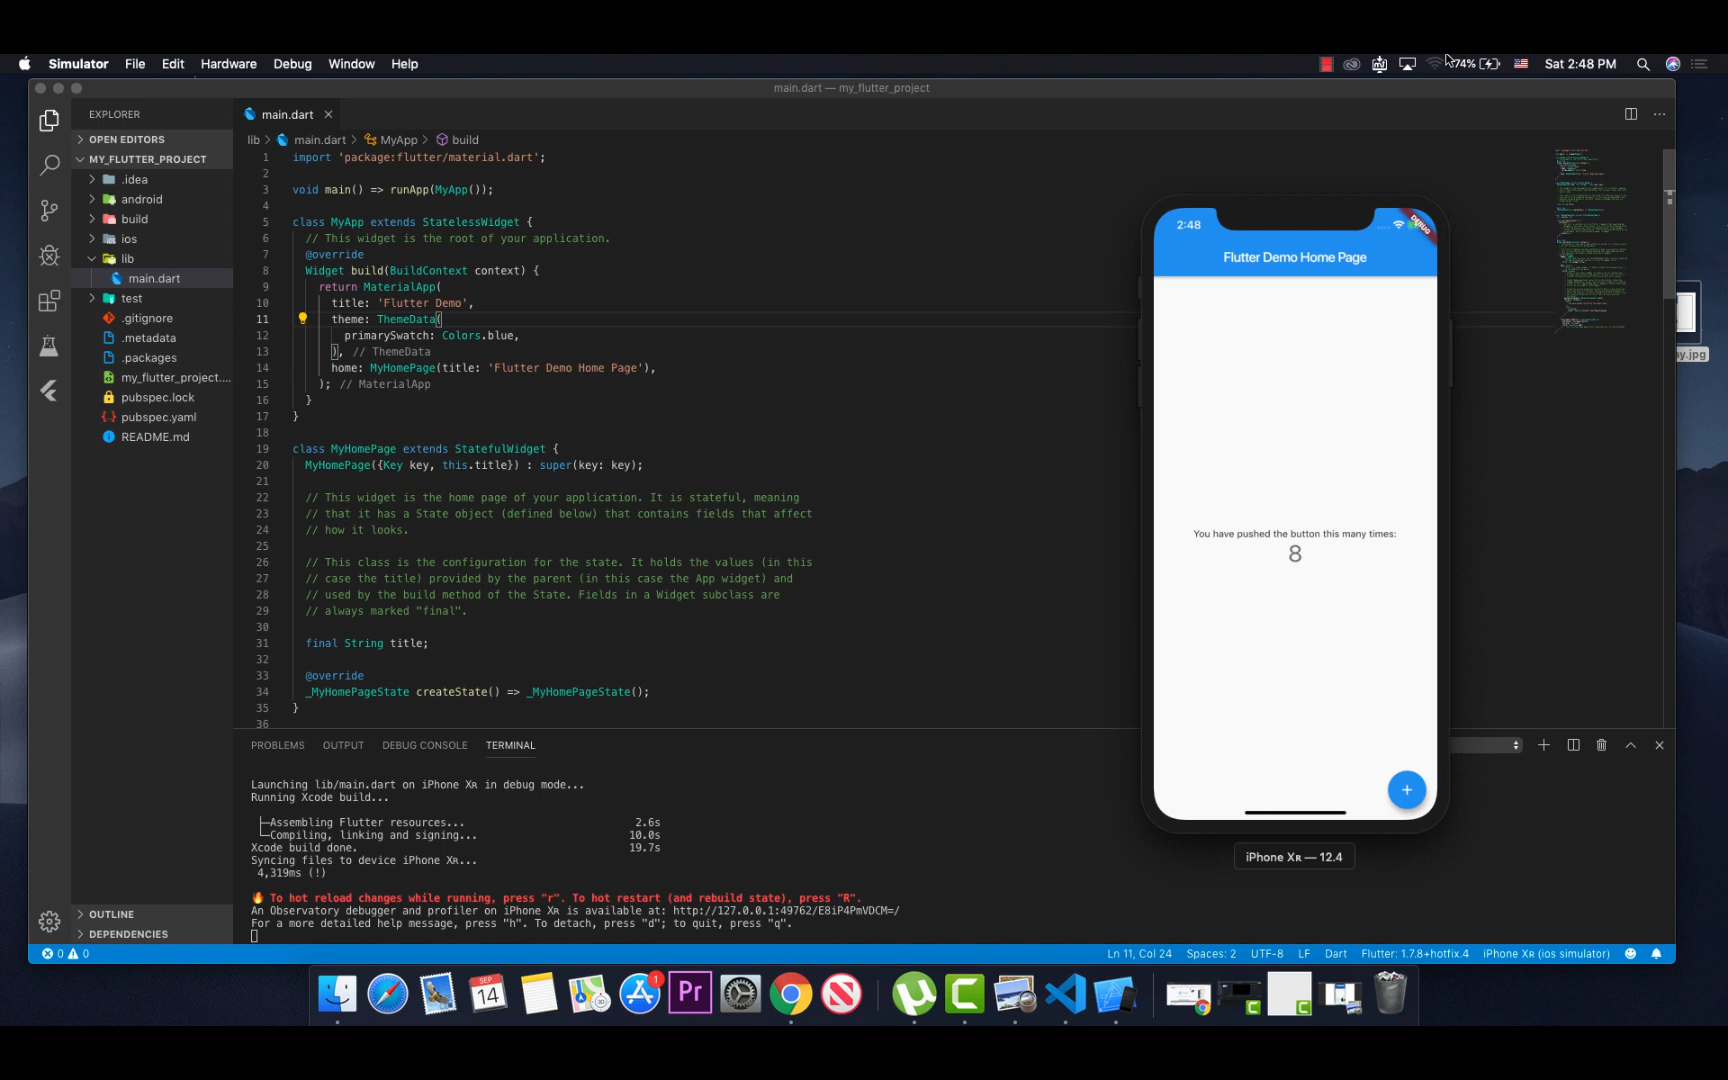 Simulator File Edit Hardware Debug Window Help
74% Sat 2:48 PM
main.dart — my_flutter_project
EXPLORER
OPEN EDITORS
MY_FLUTTER_PROJECT
.idea
android
build
ios
lib
main.dart
test
.gitignore
.metadata
.packages
my_flutter_project....
pubspec.lock
pubspec.yaml
README.md
OUTLINE
DEPENDENCIES
main.dart
lib > main.dart > MyApp > build
1 import 'package:flutter/material.dart';
2
3 void main() => runApp(MyApp());
4
5 class MyApp extends StatelessWidget {
6 // This widget is the root of your application.
7 @override
8 Widget build(BuildContext context) {
9 return MaterialApp(
10 title: 'Flutter Demo',
11 theme: ThemeData(
12 primarySwatch: Colors.blue,
13 ), // ThemeData
14 home: MyHomePage(title: 'Flutter Demo Home Page'),
15 ); // MaterialApp
16 }
17 }
18
19 class MyHomePage extends StatefulWidget {
20 MyHomePage({Key key, this.title}) : super(key: key);
21
22 // This widget is the home page of your application. It is stateful, meaning
23 // that it has a State object (defined below) that contains fields that affect
24 // how it looks.
25
26 // This class is the configuration for the state. It holds the values (in this
27 // case the title) provided by the parent (in this case the App widget) and
28 // used by the build method of the State. Fields in a Widget subclass are
29 // always marked "final".
30
31 final String title;
32
33 @override
34 _MyHomePageState createState() => _MyHomePageState();
35 }
36
PROBLEMS OUTPUT DEBUG CONSOLE TERMINAL
Launching lib/main.dart on iPhone Xʀ in debug mode...
Running Xcode build...
├─Assembling Flutter resources... 2.6s
└─Compiling, linking and signing... 10.0s
Xcode build done. 19.7s
Syncing files to device iPhone Xʀ...
4,319ms (!)
🔥 To hot reload changes while running, press "r". To hot restart (and rebuild state), press "R".
An Observatory debugger and profiler on iPhone Xʀ is available at: http://127.0.0.1:49762/E8iP4PmVDCM=/
For a more detailed help message, press "h". To detach, press "d"; to quit, press "q".
0 0
Ln 11, Col 24 Spaces: 2 UTF-8 LF Dart Flutter: 1.7.8+hotfix.4 iPhone Xʀ (ios simulator)
2:48
DEBUG
Flutter Demo Home Page
You have pushed the button this many times:
8
+
iPhone Xʀ — 12.4
.jpg
SEP
14
1
Pr